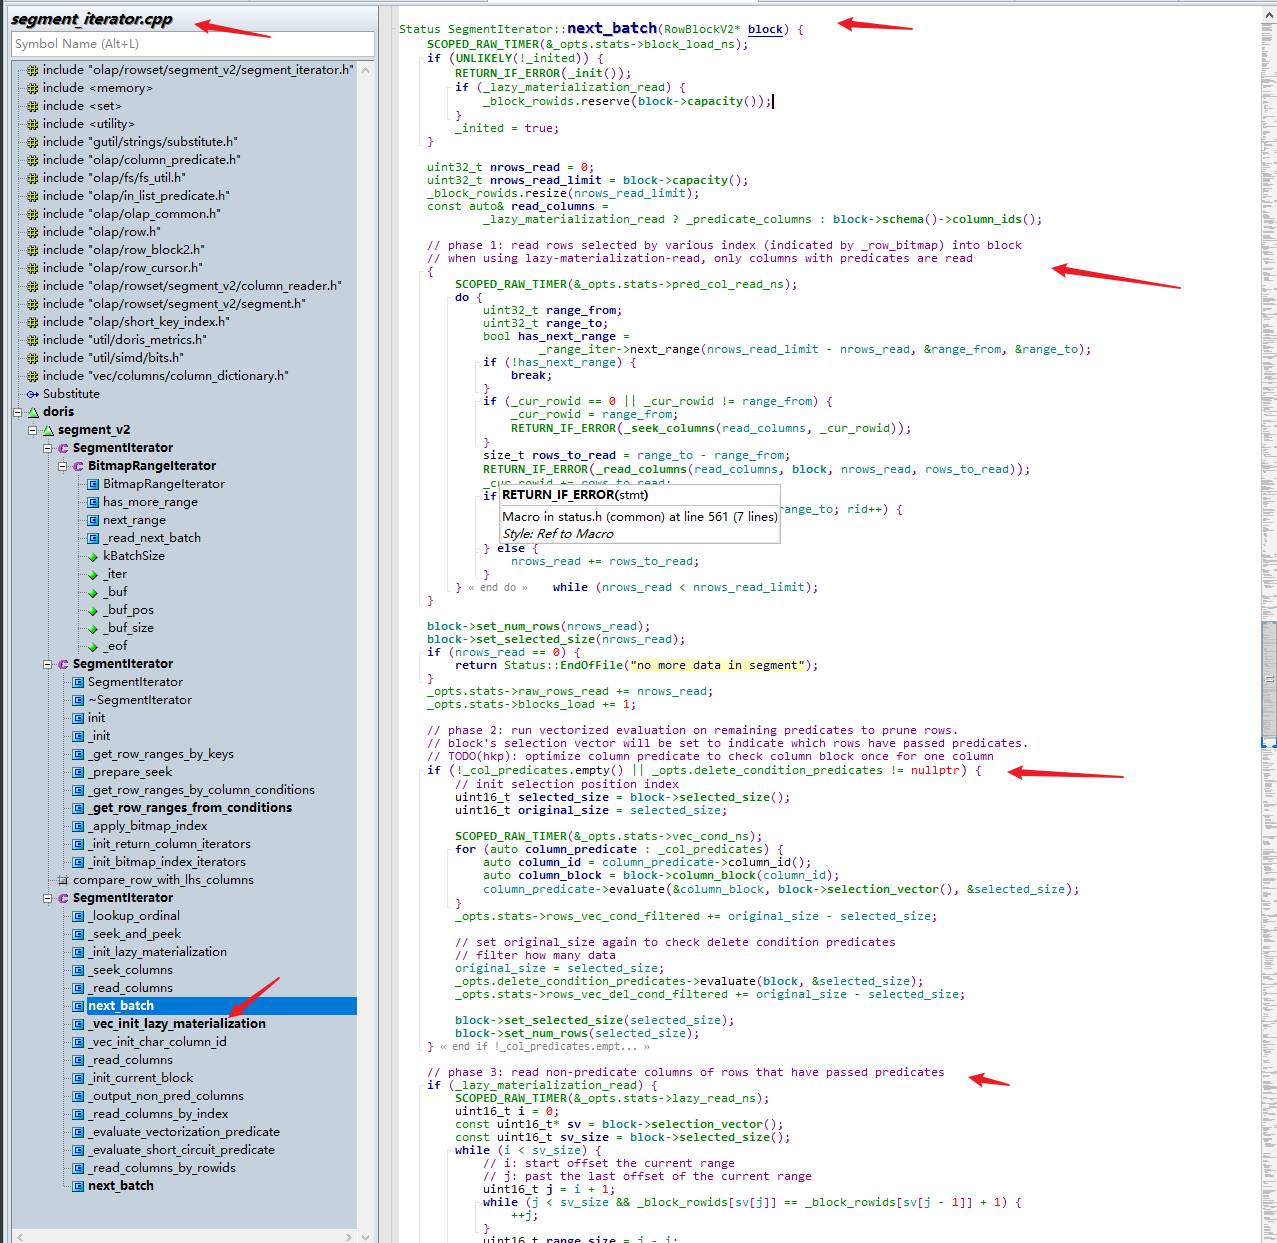 segment_iterator.cpp
Symbol Name (Alt+L)
include "olap/rowset/segment_v2/segment_iterator.h"
include <memory>
include <set>
include <utility>
include "gutil/strings/substitute.h"
include "olap/column_predicate.h"
include "olap/fs/fs_util.h"
include "olap/in_list_predicate.h"
include "olap/olap_common.h"
include "olap/row.h"
include "olap/row_block2.h"
include "olap/row_cursor.h"
include "olap/rowset/segment_v2/column_reader.h"
include "olap/rowset/segment_v2/segment.h"
include "olap/short_key_index.h"
include "util/doris_metrics.h"
include "util/simd/bits.h"
include "vec/columns/column_dictionary.h"
Substitute
doris
segment_v2
SegmentIterator
BitmapRangeIterator
BitmapRangeIterator
has_more_range
next_range
_read_next_batch
kBatchSize
_iter
_buf
_buf_pos
_buf_size
_eof
SegmentIterator
SegmentIterator
~SegmentIterator
init
_init
_get_row_ranges_by_keys
_prepare_seek
_get_row_ranges_by_column_conditions
_get_row_ranges_from_conditions
_apply_bitmap_index
_init_return_column_iterators
_init_bitmap_index_iterators
compare_row_with_lhs_columns
SegmentIterator
_lookup_ordinal
_seek_and_peek
_init_lazy_materialization
_seek_columns
_read_columns
next_batch
_vec_init_lazy_materialization
_vec_init_char_column_id
_read_columns
_init_current_block
_output_non_pred_columns
_read_columns_by_index
_evaluate_vectorization_predicate
_evaluate_short_circuit_predicate
_read_columns_by_rowids
next_batch
Status SegmentIterator::next_batch(RowBlockV2* block) {
SCOPED_RAW_TIMER(&_opts.stats->block_load_ns);
if (UNLIKELY(!_inited)) {
RETURN_IF_ERROR(_init());
if (_lazy_materialization_read) {
_block_rowids.reserve(block->capacity());
}
_inited = true;
}
uint32_t nrows_read = 0;
uint32_t nrows_read_limit = block->capacity();
_block_rowids.resize(nrows_read_limit);
const auto& read_columns =
_lazy_materialization_read ? _predicate_columns : block->schema()->column_ids();
// phase 1: read rows selected by various index (indicated by _row_bitmap) into block
// when using lazy-materialization-read, only columns with predicates are read
{
SCOPED_RAW_TIMER(&_opts.stats->pred_col_read_ns);
do {
uint32_t range_from;
uint32_t range_to;
bool has_next_range =
_range_iter->next_range(nrows_read_limit - nrows_read, &range_from, &range_to);
if (!has_next_range) {
break;
}
if (_cur_rowid == 0 || _cur_rowid != range_from) {
_cur_rowid = range_from;
RETURN_IF_ERROR(_seek_columns(read_columns, _cur_rowid));
}
size_t rows_to_read = range_to - range_from;
RETURN_IF_ERROR(_read_columns(read_columns, block, nrows_read, rows_to_read));
_cur_rowid += rows_to_read;
if
RETURN_IF_ERROR(stmt)
range_to; rid++) {
Macro in status.h (common) at line 561 (7 lines)
Style: Ref to Macro
} else {
nrows_read += rows_to_read;
}
} « end do » while (nrows_read < nrows_read_limit);
}
block->set_num_rows(nrows_read);
block->set_selected_size(nrows_read);
if (nrows_read == 0) {
return Status::EndOfFile("no more data in segment");
}
_opts.stats->raw_rows_read += nrows_read;
_opts.stats->blocks_load += 1;
// phase 2: run vectorized evaluation on remaining predicates to prune rows.
// block's selection vector will be set to indicate which rows have passed predicates.
// TODO(hkp): optimize column predicate to check column block once for one column
if (!_col_predicates.empty() || _opts.delete_condition_predicates != nullptr) {
// init selection position index
uint16_t selected_size = block->selected_size();
uint16_t original_size = selected_size;
SCOPED_RAW_TIMER(&_opts.stats->vec_cond_ns);
for (auto column_predicate : _col_predicates) {
auto column_id = column_predicate->column_id();
auto column_block = block->column_block(column_id);
column_predicate->evaluate(&column_block, block->selection_vector(), &selected_size);
}
_opts.stats->rows_vec_cond_filtered += original_size - selected_size;
// set original_size again to check delete condition predicates
// filter how many data
original_size = selected_size;
_opts.delete_condition_predicates->evaluate(block, &selected_size);
_opts.stats->rows_vec_del_cond_filtered += original_size - selected_size;
block->set_selected_size(selected_size);
block->set_num_rows(selected_size);
} « end if !_col_predicates.empt... »
// phase 3: read non-predicate columns of rows that have passed predicates
if (_lazy_materialization_read) {
SCOPED_RAW_TIMER(&_opts.stats->lazy_read_ns);
uint16_t i = 0;
const uint16_t* sv = block->selection_vector();
const uint16_t sv_size = block->selected_size();
while (i < sv_size) {
// i: start offset the current range
// j: past the last offset of the current range
uint16_t j = i + 1;
while (j < sv_size && _block_rowids[sv[j]] == _block_rowids[sv[j - 1]] + 1) {
++j;
}
uint16_t range_size = j - i;